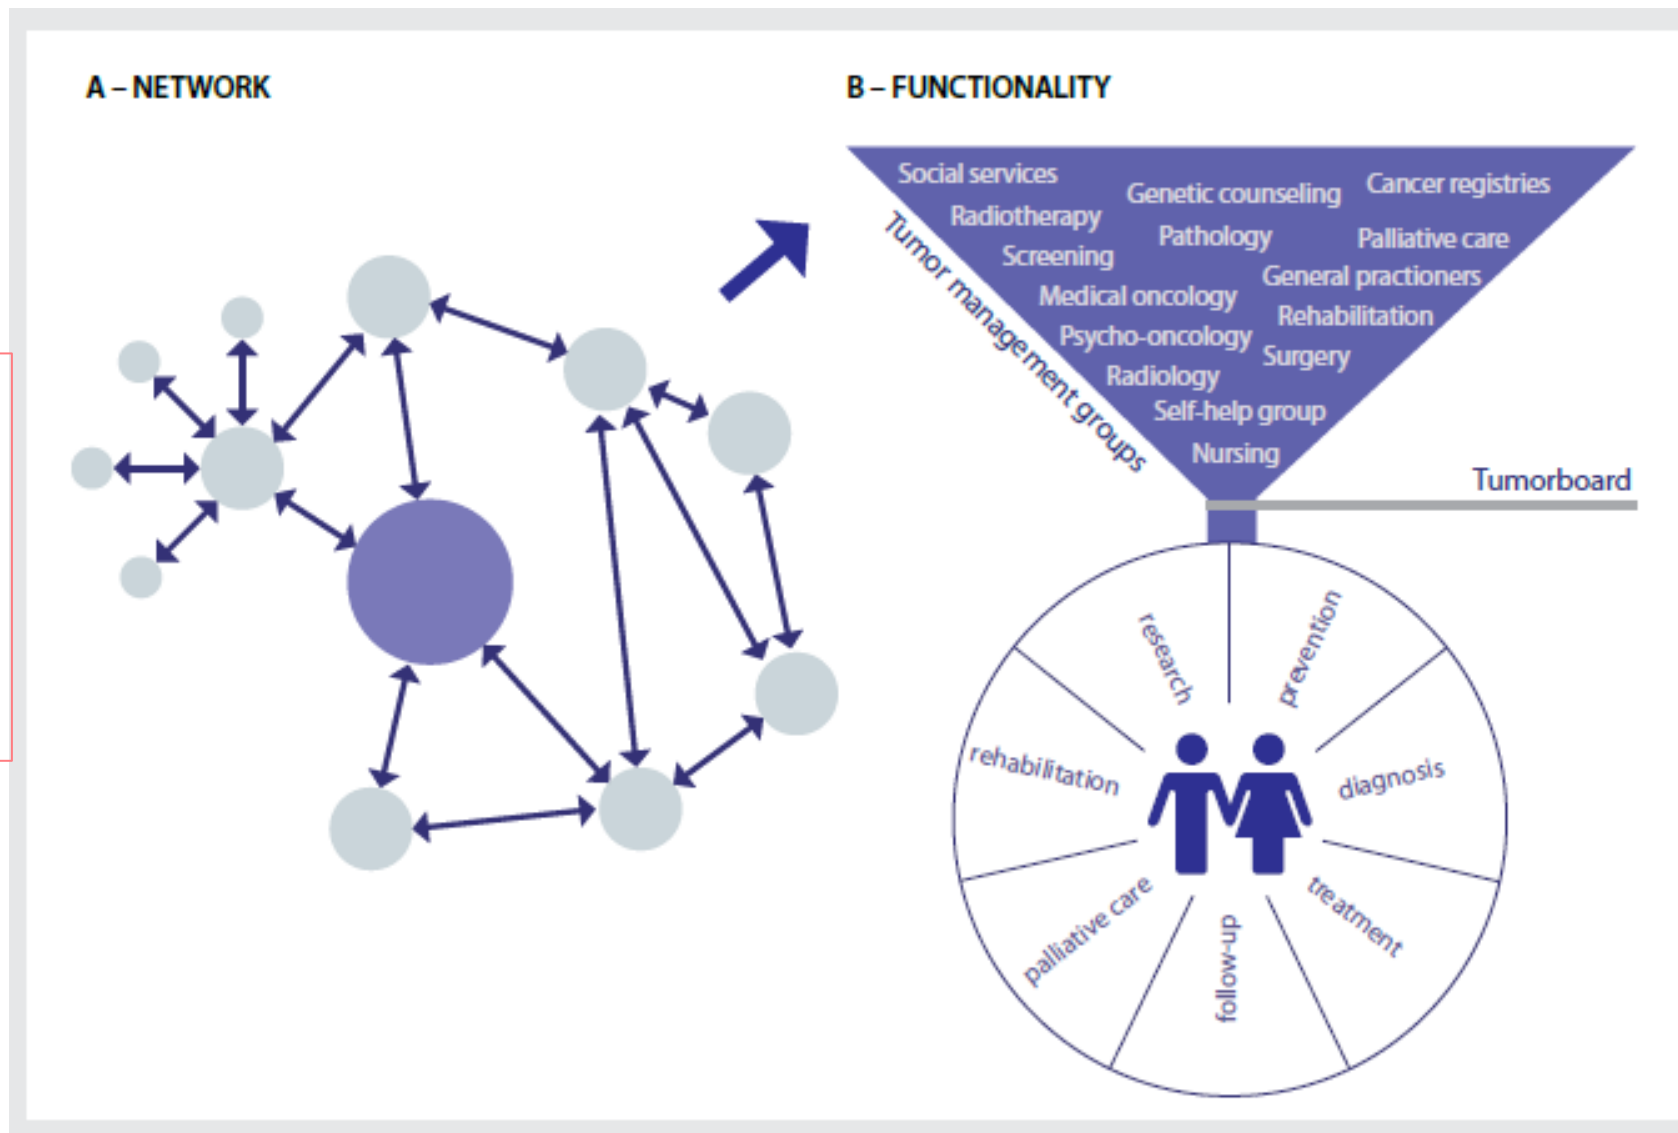 A – NETWORK
B – FUNCTIONALITY
Social services
Genetic counseling
Cancer registries
Radiotherapy
Pathology
Palliative care
Screening
General practioners
Medical oncology
Rehabilitation
Psycho-oncology
Surgery
Radiology
Self-help group
Nursing
Tumor management groups
Tumorboard
research
prevention
rehabilitation
diagnosis
palliative care
treatment
follow-up